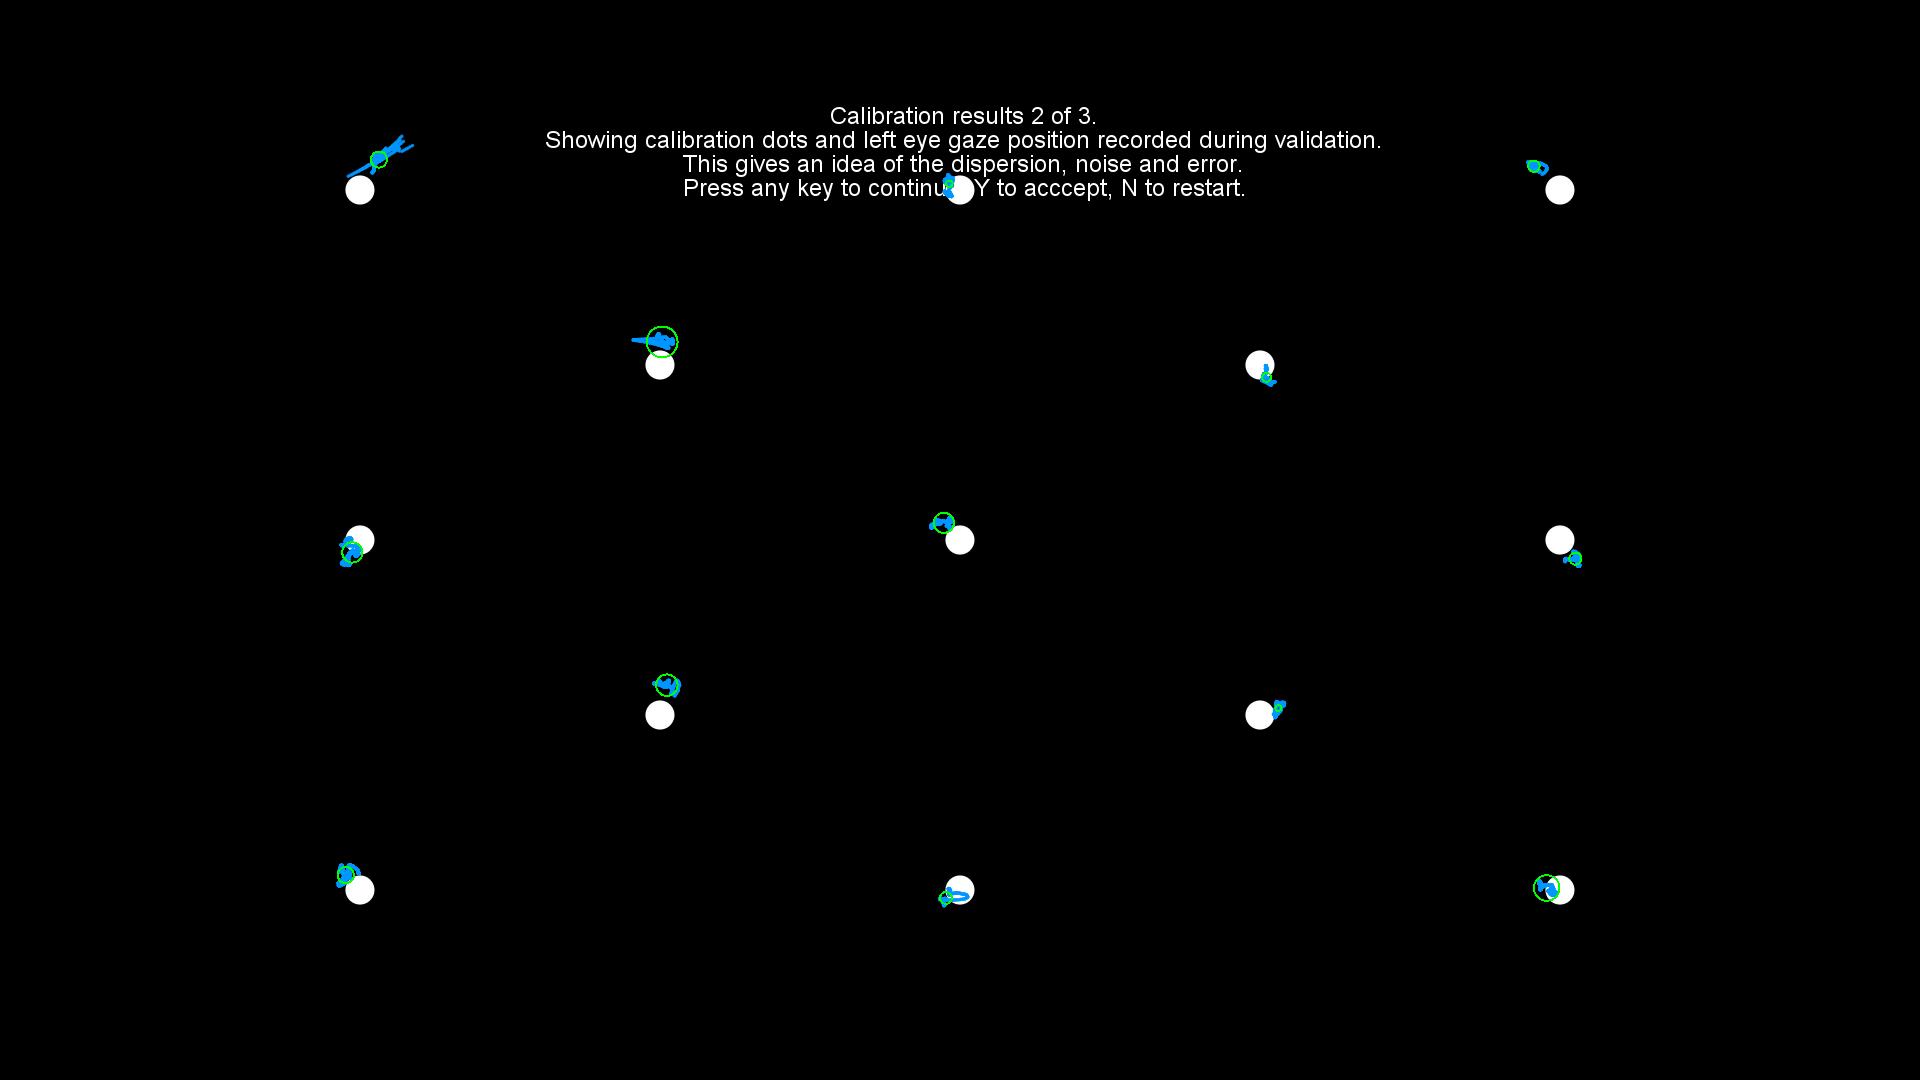 Calibration results 2 of 3.
Showing calibration dots and left eye gaze position recorded during validation.
This gives an idea of the dispersion, noise and error.
Press any key to continu Y to acccept, N to restart.